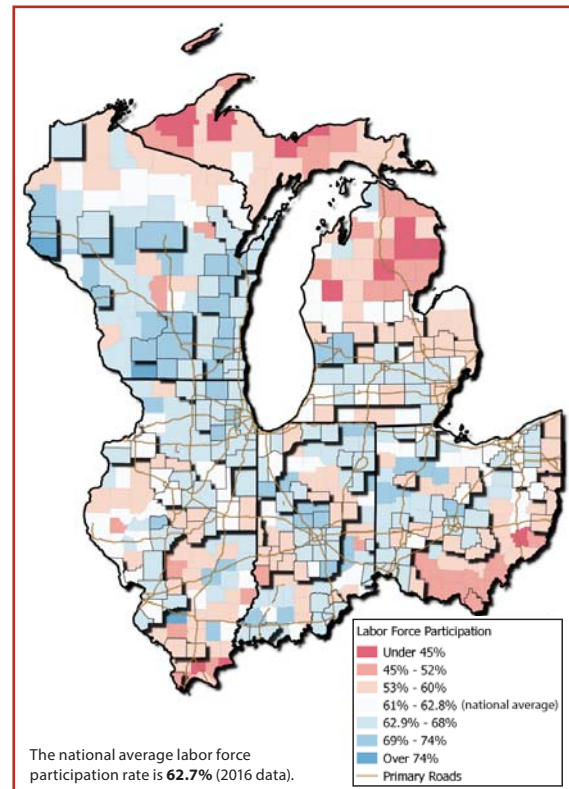 Labor Force Participation
Under 45%
45% - 52%
53% - 60%
61% - 62.8% (national average)
62.9% - 68%
69% - 74%
Over 74%
Primary Roads
The national average labor force
participation rate is 62.7% (2016 data).